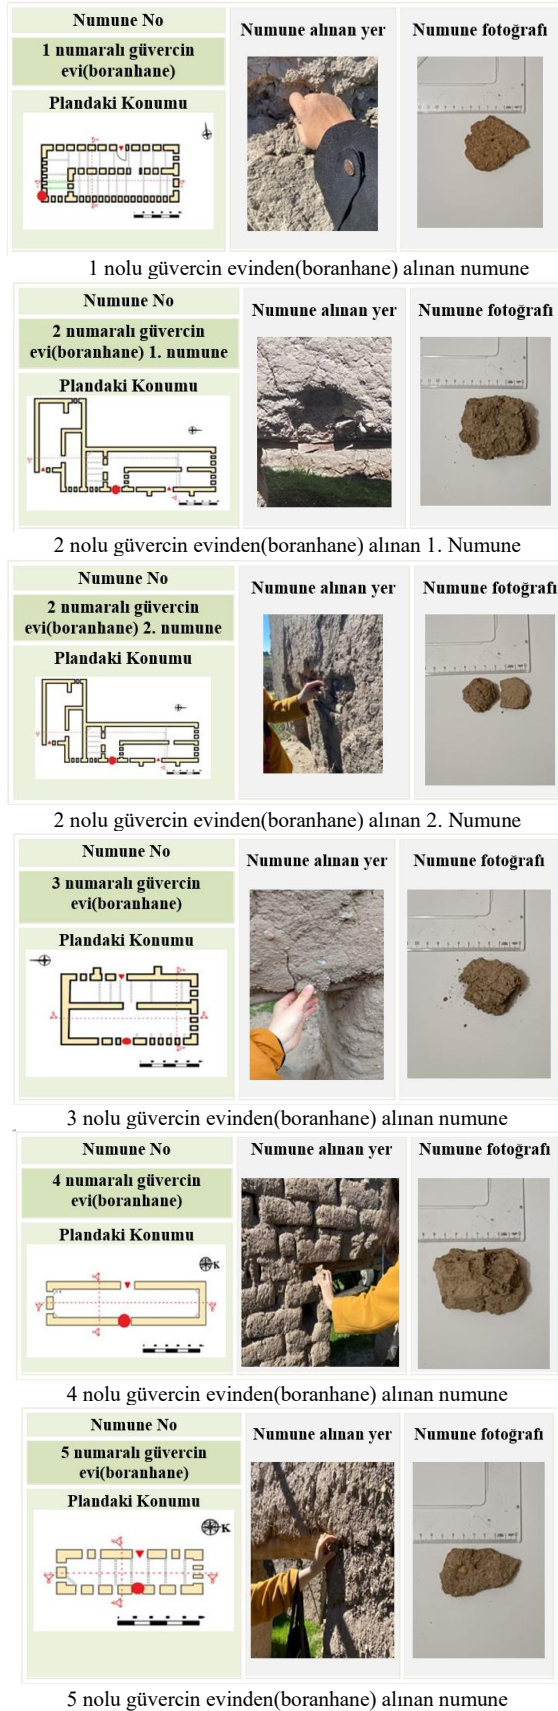 Numune No
1 numaralı güvercin
evi(boranhane)
Plandaki Konumu
Numune alınan yer
Numune fotoğrafı
1 nolu güvercin evinden(boranhane) alınan numune
Numune No
2 numaralı güvercin
evi(boranhane) 1. numune
Plandaki Konumu
Numune alınan yer
Numune fotoğrafı
2 nolu güvercin evinden(boranhane) alınan 1. Numune
Numune No
2 numaralı güvercin
evi(boranhane) 2. numune
Plandaki Konumu
Numune alınan yer
Numune fotoğrafı
2 nolu güvercin evinden(boranhane) alınan 2. Numune
Numune No
3 numaralı güvercin
evi(boranhane)
Plandaki Konumu
Numune alınan yer
Numune fotoğrafı
3 nolu güvercin evinden(boranhane) alınan numune
Numune No
4 numaralı güvercin
evi(boranhane)
Plandaki Konumu
K
Numune alınan yer
Numune fotoğrafı
4 nolu güvercin evinden(boranhane) alınan numune
Numune No
5 numaralı güvercin
evi(boranhane)
Plandaki Konumu
K
Numune alınan yer
Numune fotoğrafı
5 nolu güvercin evinden(boranhane) alınan numune